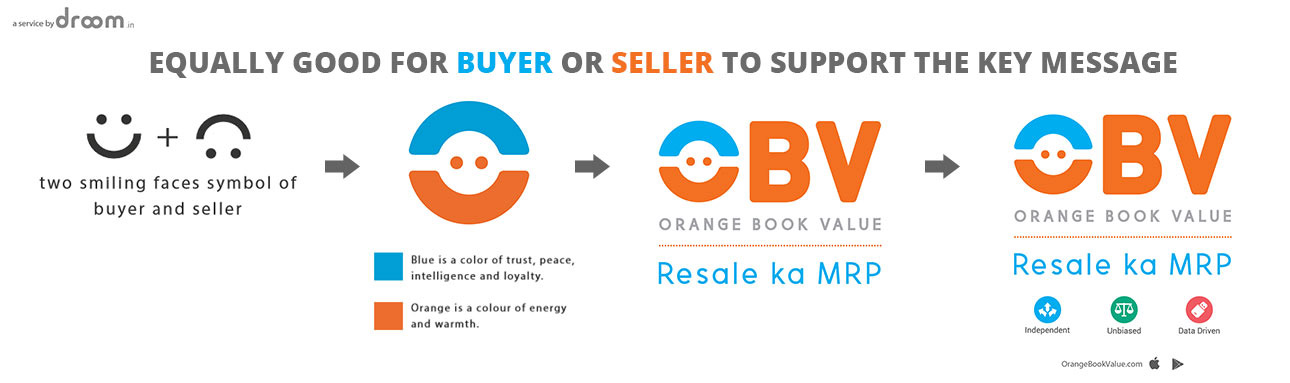 a service by droom.in
EQUALLY GOOD FOR BUYER OR SELLER TO SUPPORT THE KEY MESSAGE
+
two smiling faces symbol of
buyer and seller
Blue is a color of trust, peace,
intelligence and loyalty.
Orange is a colour of energy
and warmth.
OBV
ORANGE BOOK VALUE
Resale ka MRP
OBV
ORANGE BOOK VALUE
Resale ka MRP
Independent
Unbiased
Data Driven
OrangeBookValue.com